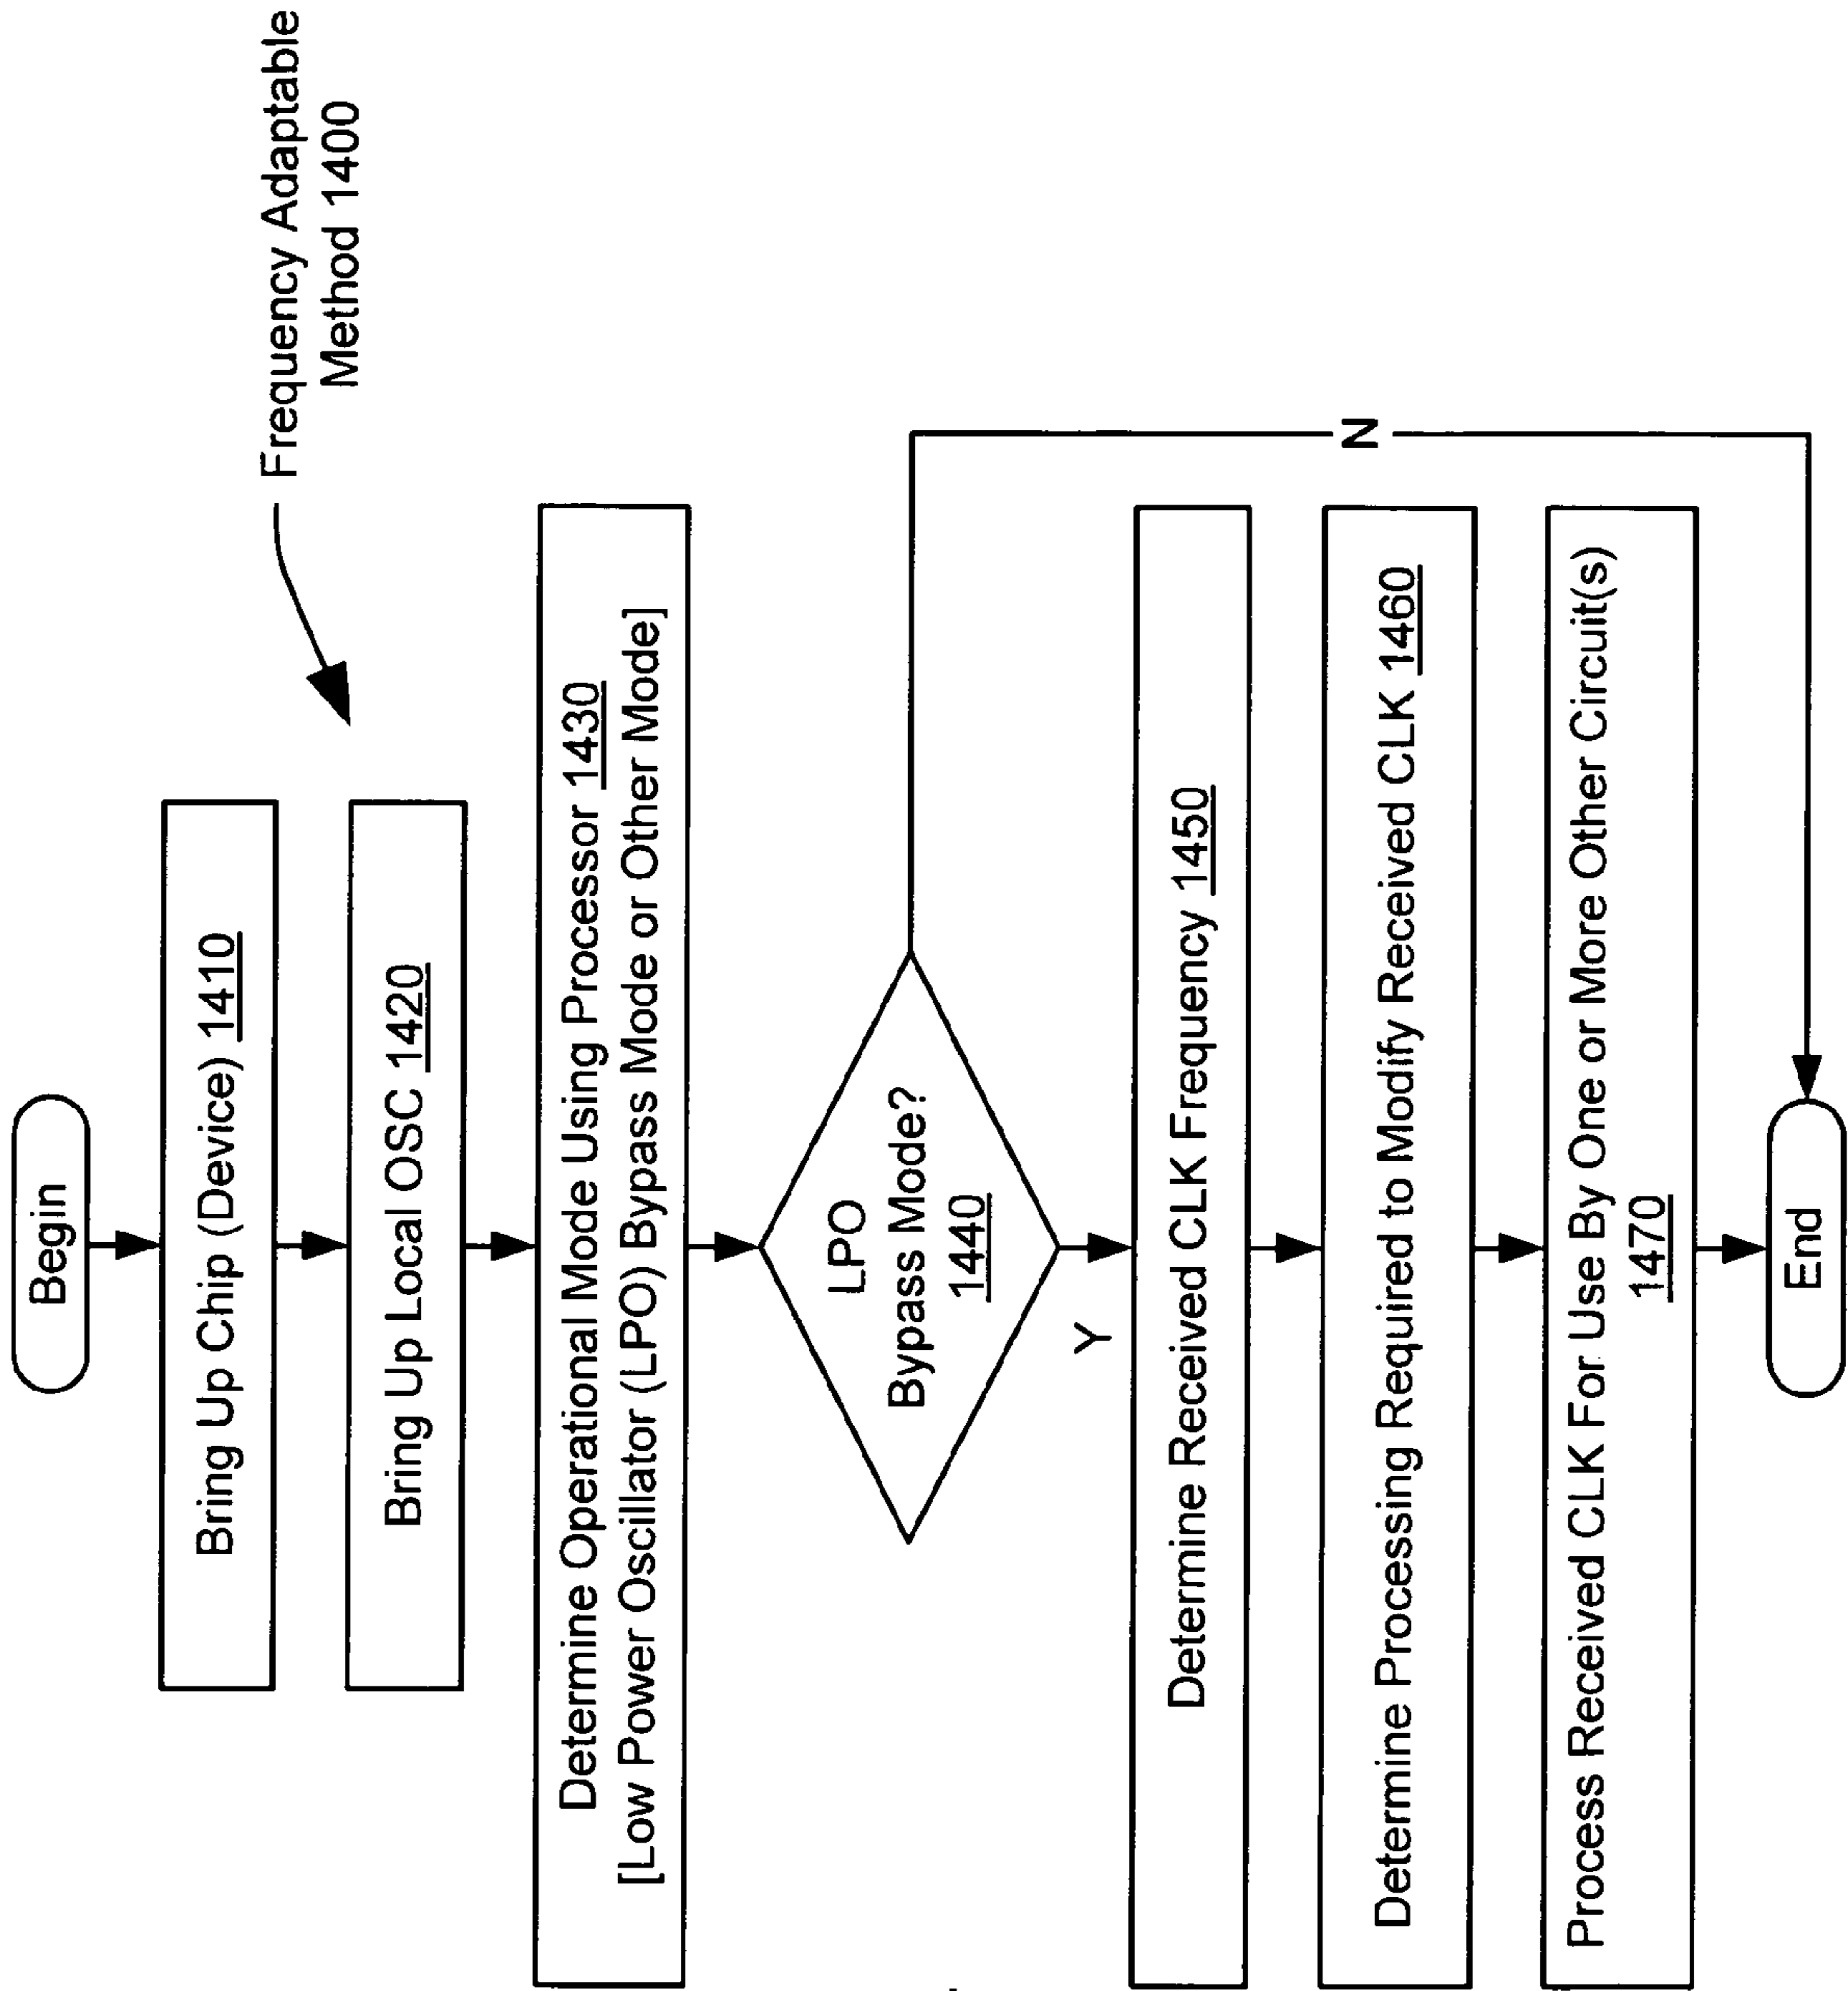 Frequency Adaptable
Method 1400
Begin
Bring Up Chip (Device) 1410
Bring Up Local OSC 1420
Determine Operational Mode Using Processor 1430
[Low Power Oscillator (LPO) Bypass Mode or Other Mode]
LPO
Bypass Mode?
1440
N
Y
Determine Received CLK Frequency 1450
Determine Processing Required to Modify Received CLK 1460
Process Received CLK For Use By One or More Other Circuit(s)
1470
End